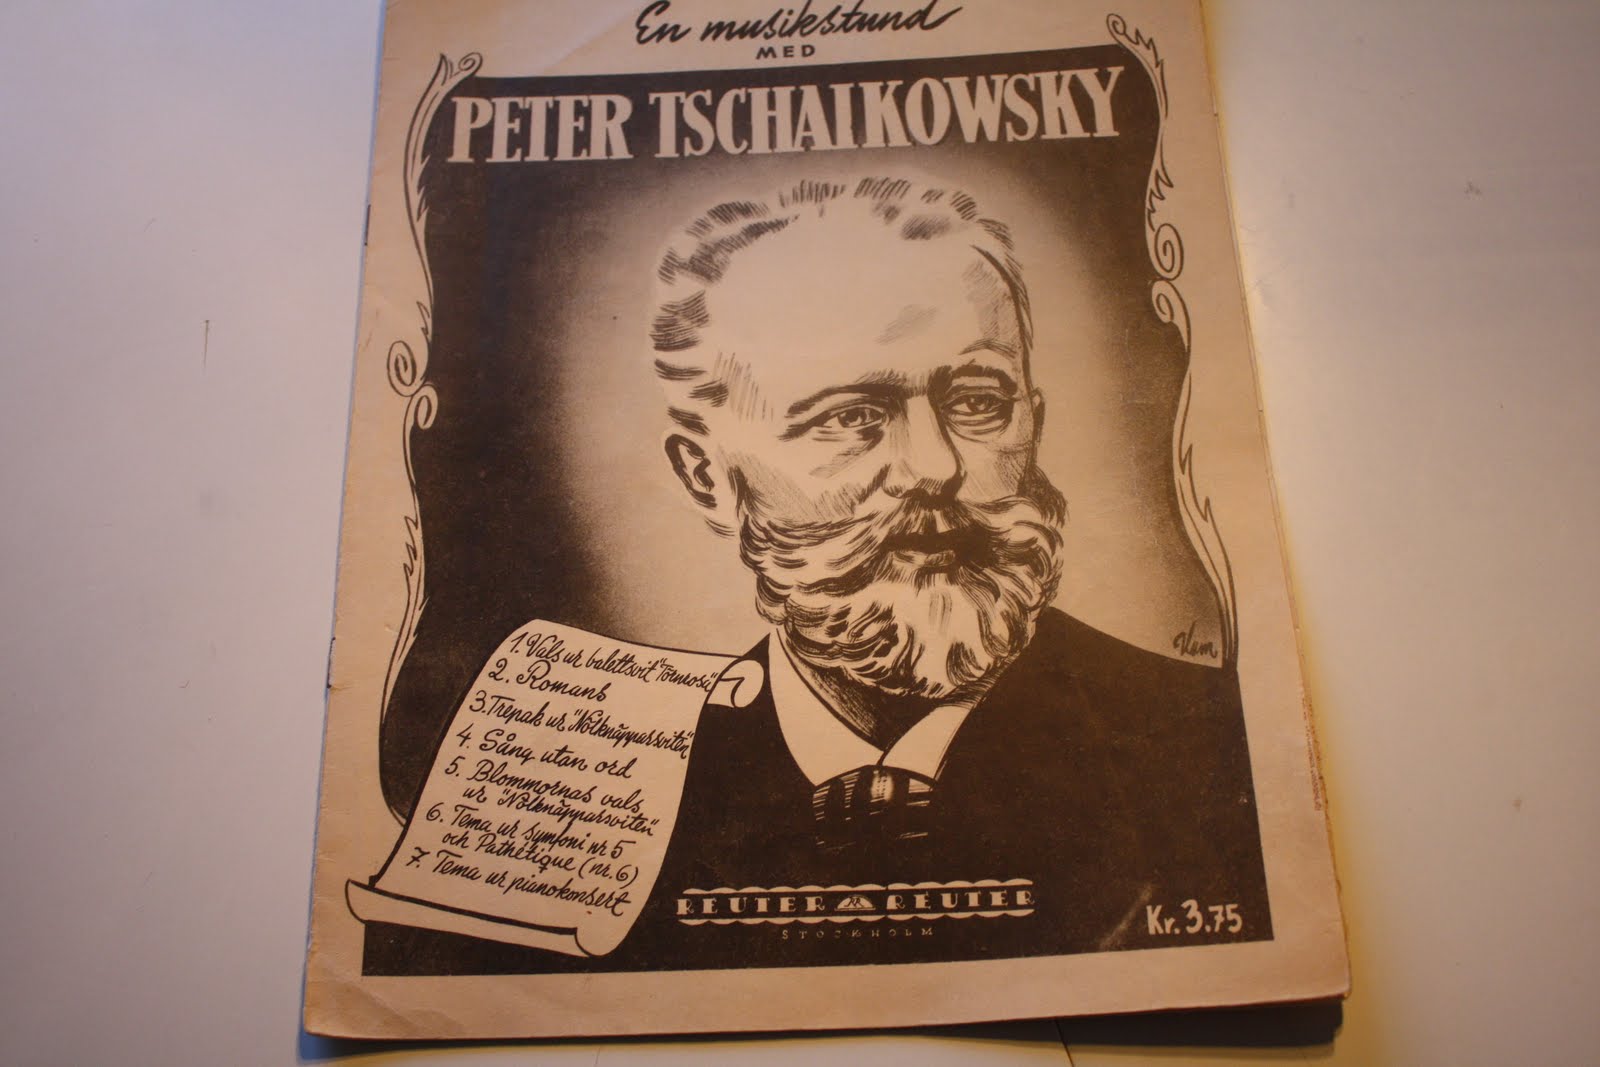 En musikstund
MED
PETER TSCHAIKOWSKY
1. Vals ur balettsvit "Törnrosa"
2. Romans
3. Trepak ur "Nötknäpparsviten"
4. Sång utan ord
5. Blommornas vals
ur "Nötknäpparsviten"
6. Tema ur symfoni nr 5
och Pathétique (nr. 6)
7. Tema ur pianokonsert
REUTER REUTER
STOCKHOLM
Kr. 3.75